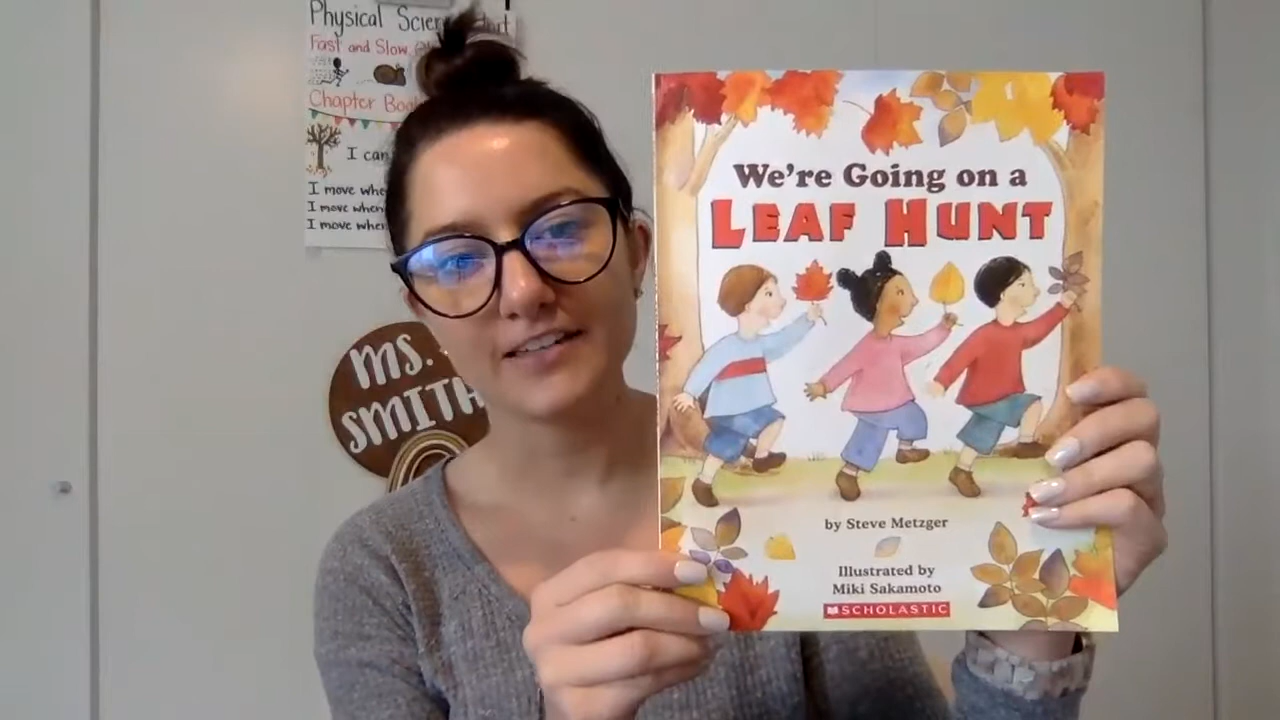 Physical Science
Fast and Slow
Chapter Book
I can
I move whe
I move when
I move when
MS.
SMITH
We're Going on a
LEAF HUNT
by Steve Metzger
Illustrated by
Miki Sakamoto
SCHOLASTIC